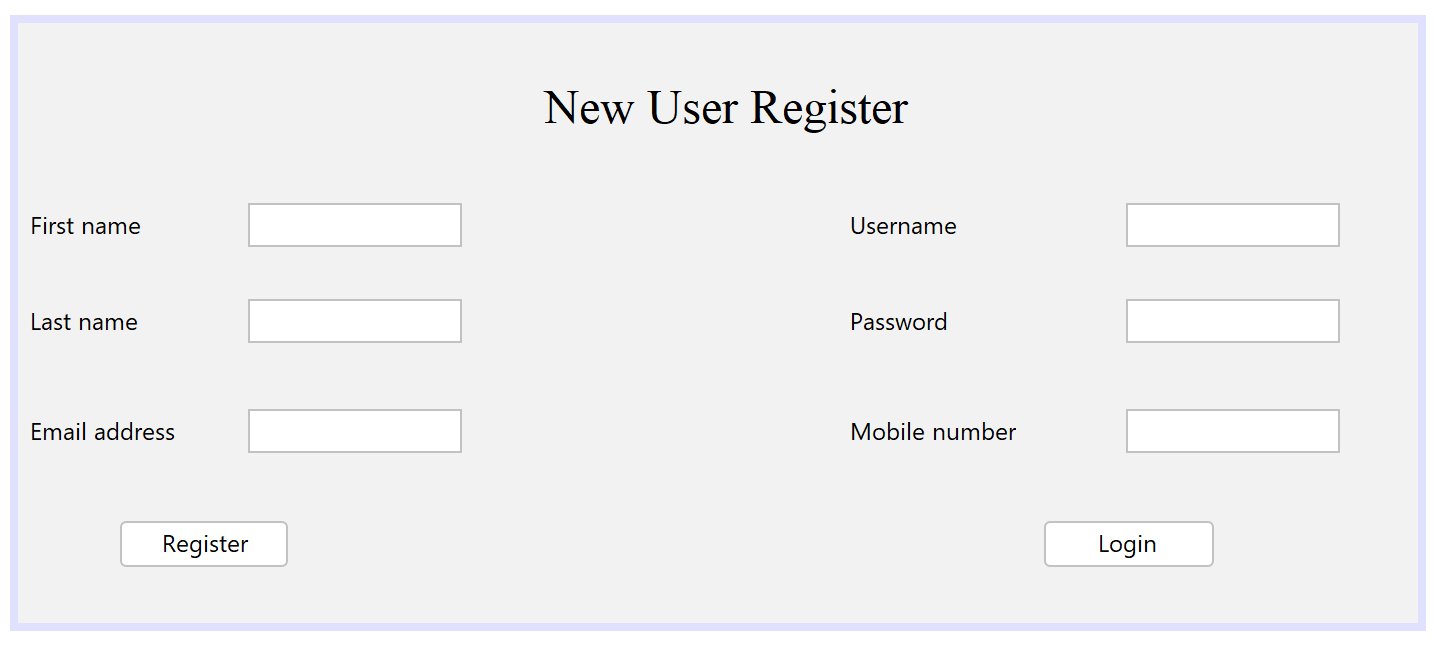 New User Register
First name
Username
Last name
Password
Email address
Mobile number
Register
Login